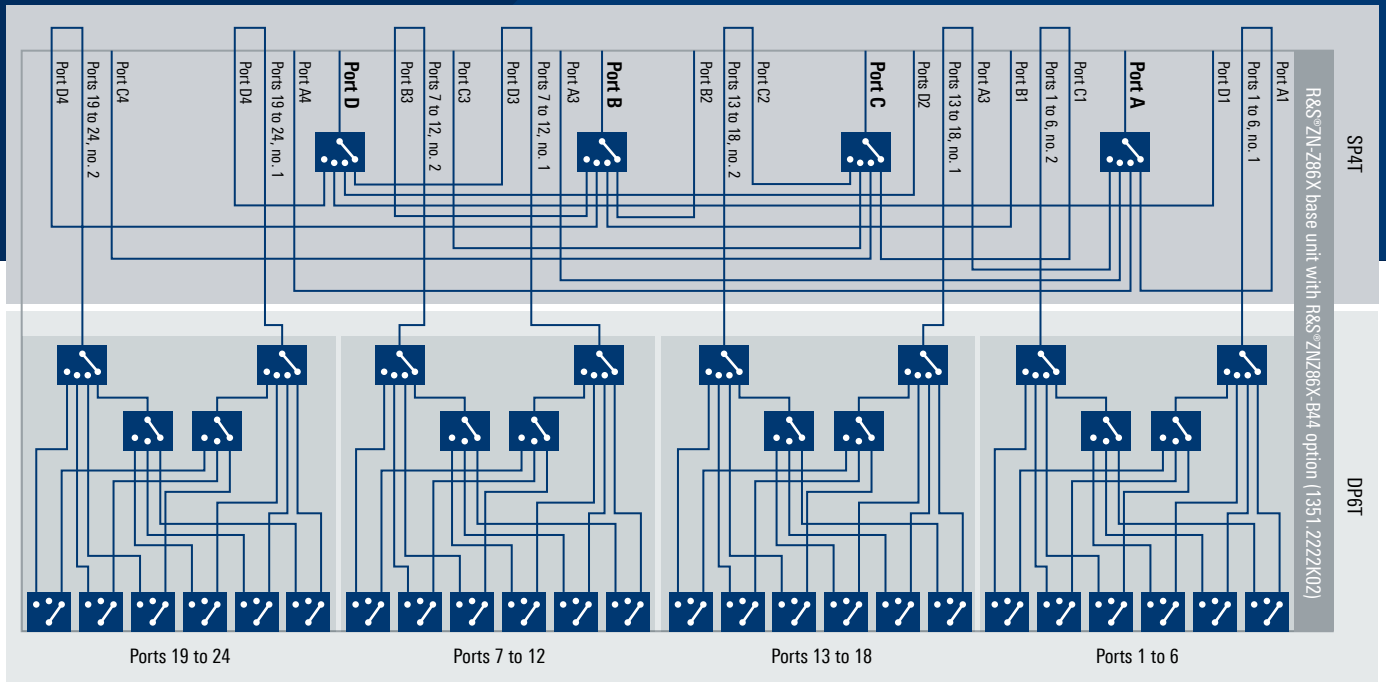 Port D4
Ports 19 to 24, no. 2
Port C4
Port D4
Ports 19 to 24, no. 1
Port A4
Port D
Port B3
Ports 7 to 12, no. 2
Port C3
Port D3
Ports 7 to 12, no. 1
Port A3
Port B
Port B2
Ports 13 to 18, no. 2
Port C2
Port C
Ports D2
Ports 13 to 18, no. 1
Port A3
Port B1
Ports 1 to 6, no. 2
Port C1
Port A
Port D1
Ports 1 to 6, no. 1
Port A1
R&S®ZN-Z86X base unit with R&S®ZNZ86X-B44 option (1351.2222K02)
SP4T
DP6T
Ports 19 to 24
Ports 7 to 12
Ports 13 to 18
Ports 1 to 6